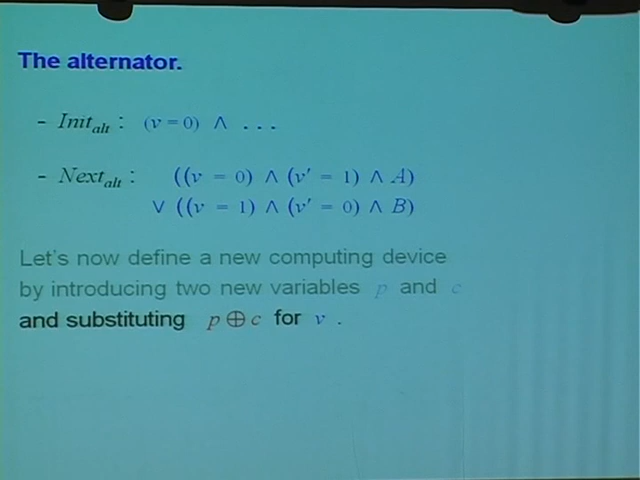 The alternator.
- Init_alt : (v = 0) ∧ . . .
- Next_alt : ((v = 0) ∧ (v′ = 1) ∧ A)
∨ ((v = 1) ∧ (v′ = 0) ∧ B)
Let's now define a new computing device
by introducing two new variables p and c
and substituting p ⊕ c for v .